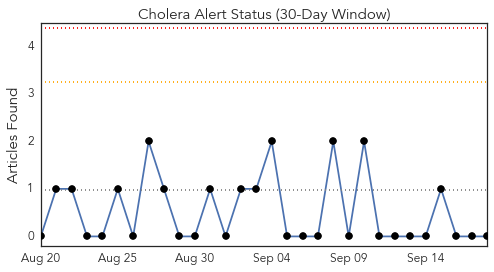 Cholera Alert Status (30-Day Window)
Articles Found
4
3
2
1
0
Aug 20
Aug 25
Aug 30
Sep 04
Sep 09
Sep 14